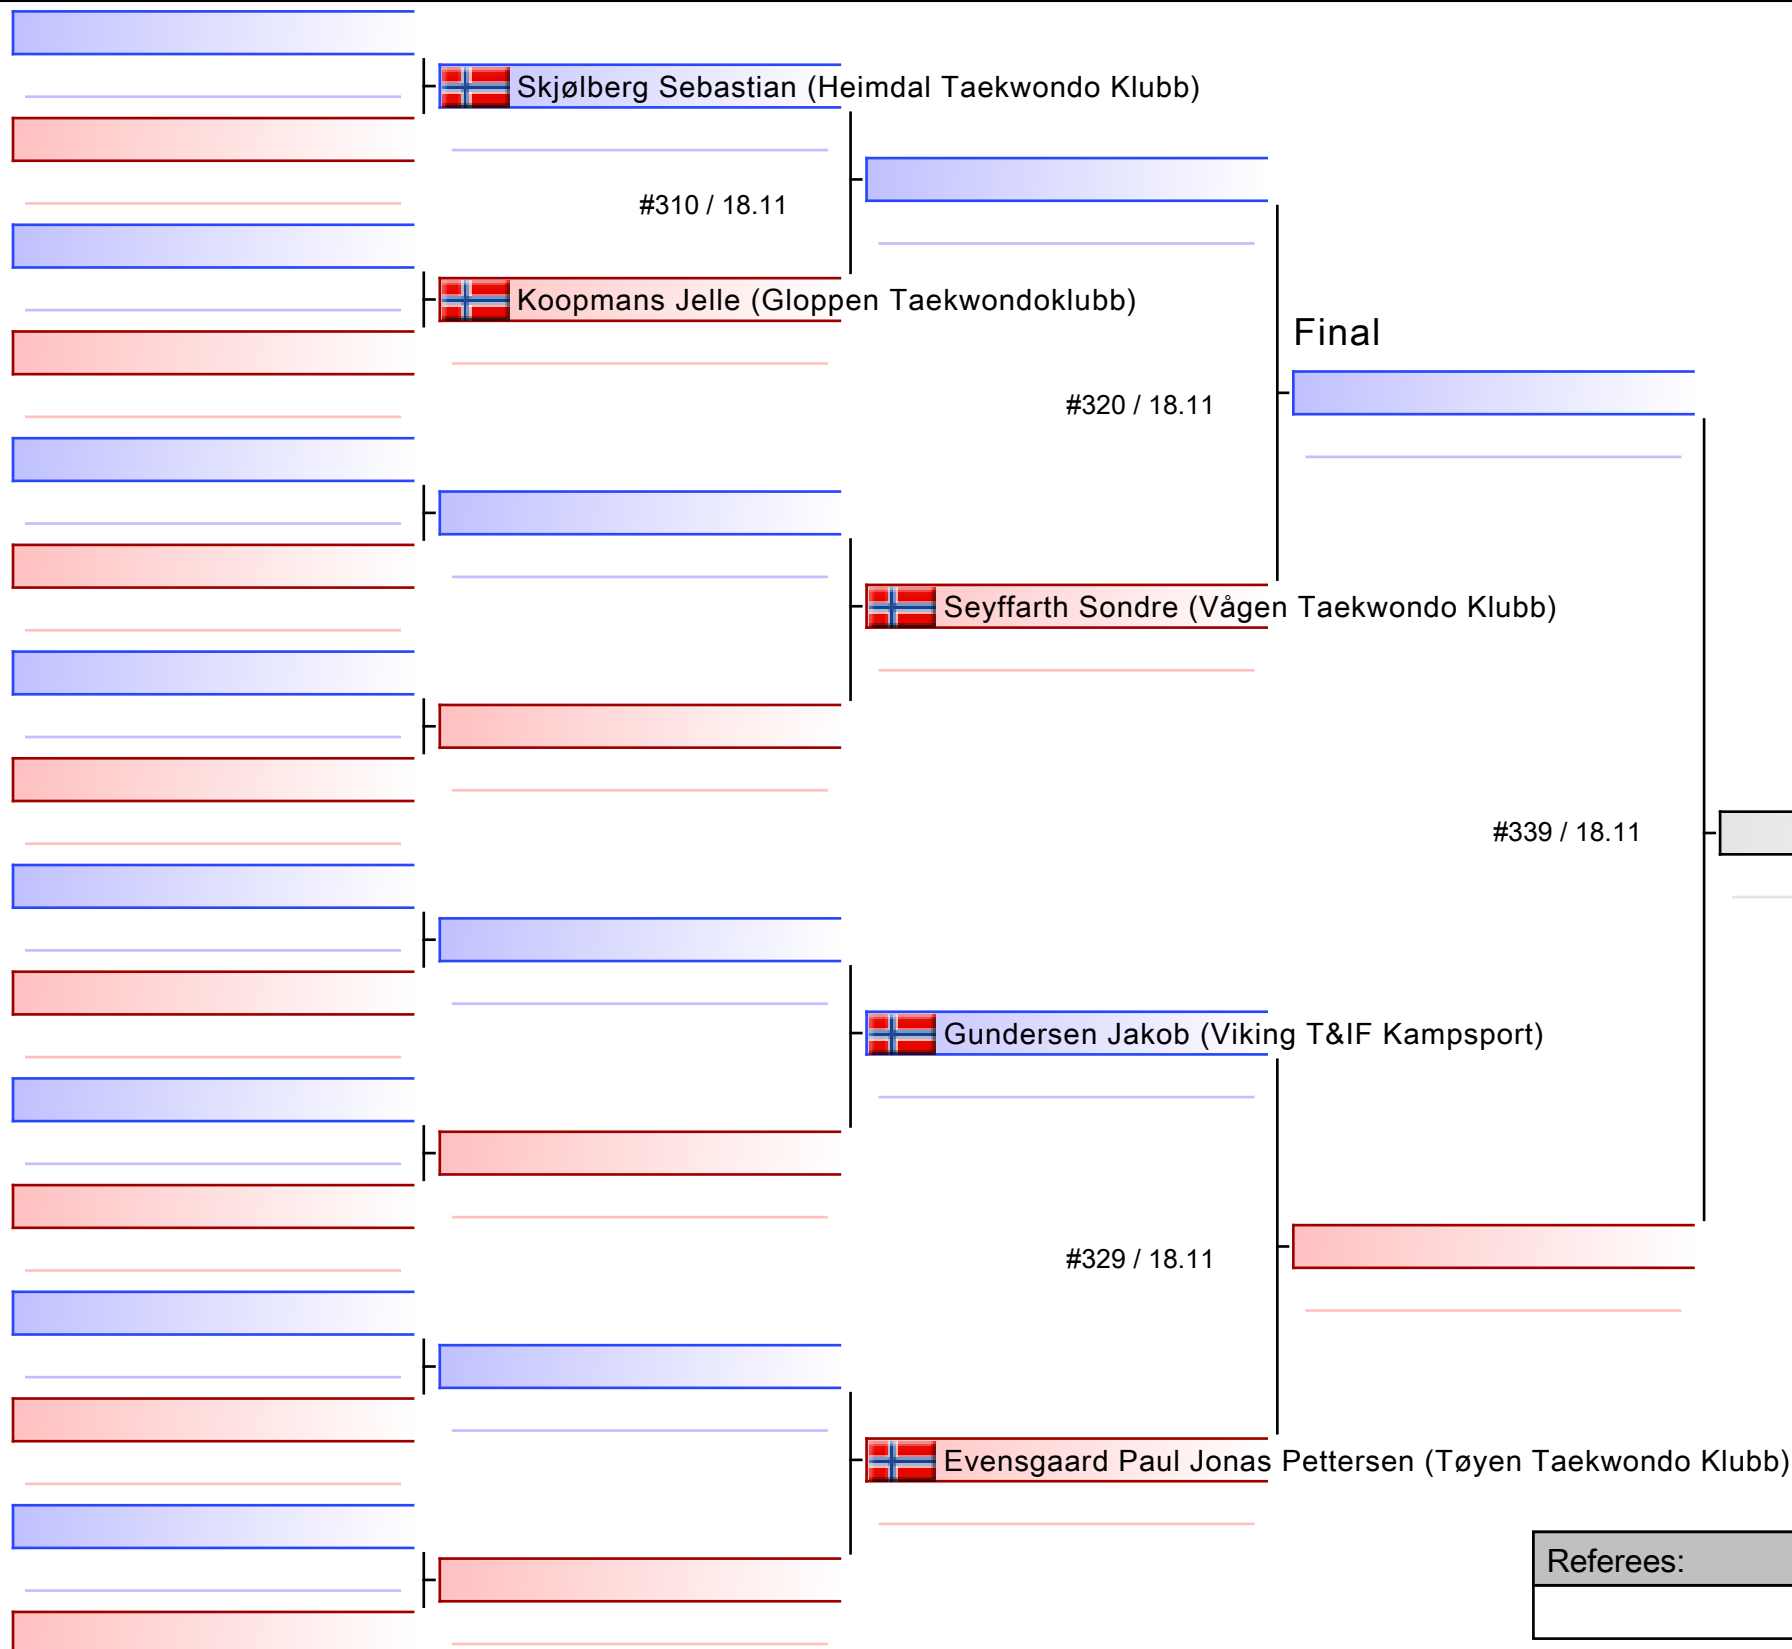 Skjølberg Sebastian (Heimdal Taekwondo Klubb)
#310 / 18.11
Koopmans Jelle (Gloppen Taekwondoklubb)
Final
#320 / 18.11
Seyffarth Sondre (Vågen Taekwondo Klubb)
#339 / 18.11
Gundersen Jakob (Viking T&IF Kampsport)
#329 / 18.11
Evensgaard Paul Jonas Pettersen (Tøyen Taekwondo Klubb)
Referees: